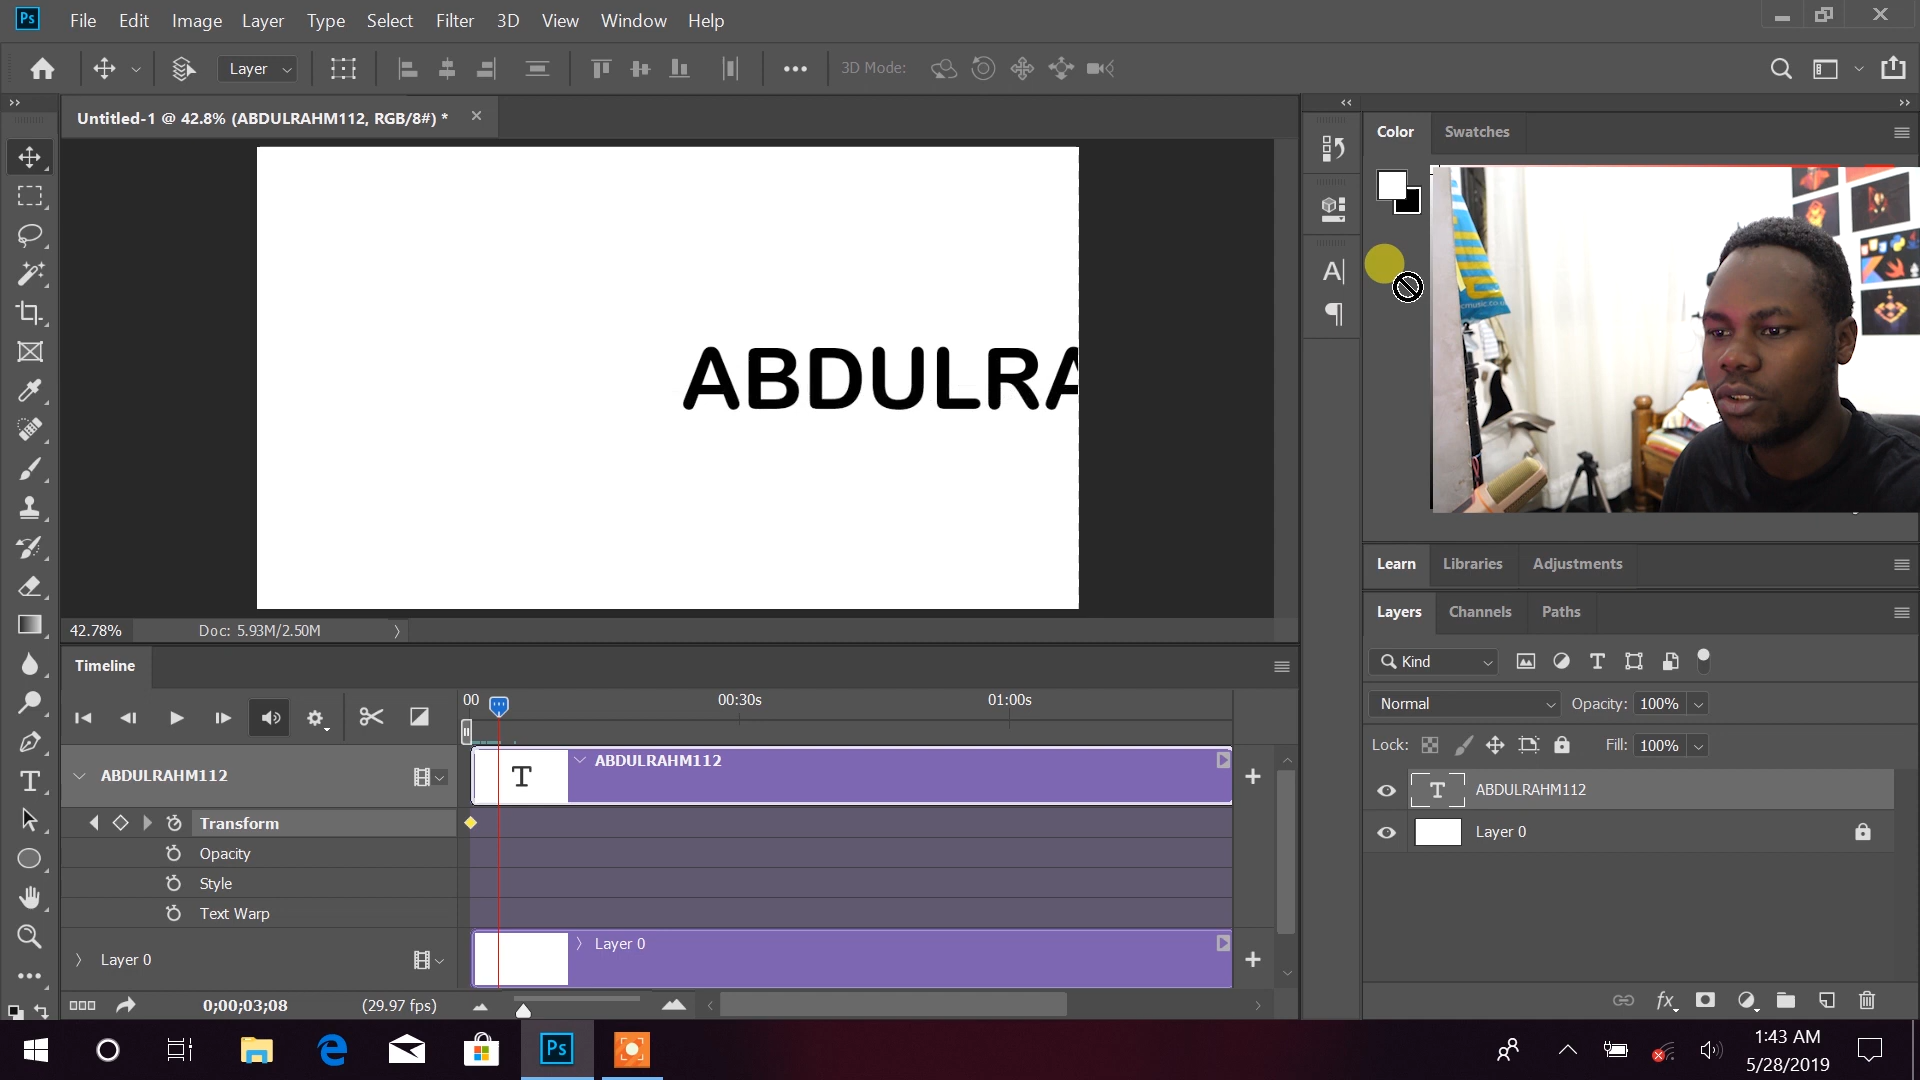 Ps File Edit Image Layer Type Select Filter 3D View Window Help
Layer 3D Mode:
Untitled-1 @ 42.8% (ABDULRAHM112, RGB/8#) *
Color Swatches
ABDULRA
A
Learn Libraries Adjustments
Layers Channels Paths
42.78% Doc: 5.93M/2.50M
Kind
Timeline
Normal Opacity: 100%
00 00:30s 01:00s
Lock: Fill: 100%
ABDULRAHM112
T ABDULRAHM112
T ABDULRAHM112
Transform
Opacity
Style
Text Warp
Layer 0
Layer 0
Layer 0
0;00;03;08 (29.97 fps)
fx
Ps
1:43 AM
5/28/2019